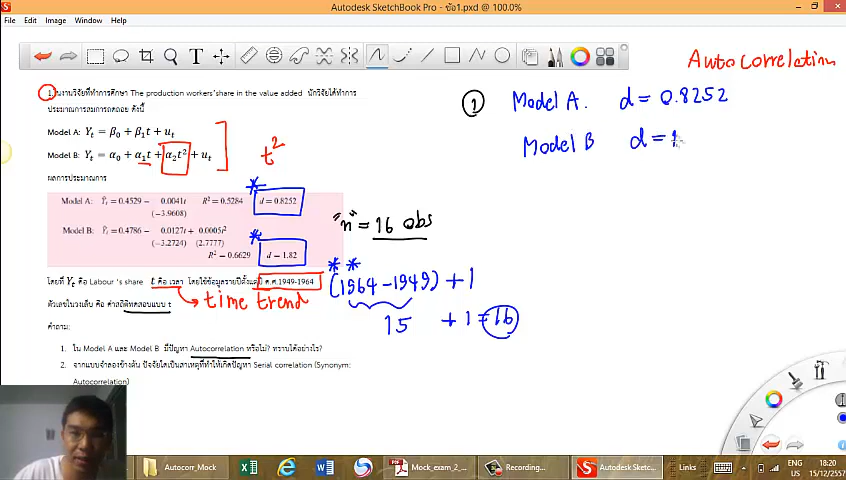 Autodesk SketchBook Pro - ข้อ1.pxd @ 100.0%
File Edit Image Window
Autocorrelation
1. ในงานวิจัยที่ทำการศึกษา The production workers'share in the value added นักวิจัยได้ทำการ
ประมาณการสมการถดถอย ดังนี้
Model A: Yt = β0 + β1t + ut
Model B: Yt = α0 + α1t + α2t² + ut
t²
ผลการประมาณการ
Model A: Ŷt = 0.4529 − 0.0041t R² = 0.5284 d = 0.8252
(−3.9608)
Model B: Ŷt = 0.4786 − 0.0127t + 0.0005t²
(−3.2724) (2.7777)
R² = 0.6629 d = 1.82
โดยที่ Yt คือ Labour 's share t คือ เวลา โดยใช้ข้อมูลรายปีตั้งแต่ปี ค.ศ.1949-1964
time trend
ตัวเลขในวงเล็บ คือ ค่าสถิติทดสอบแบบ t
คำถาม:
1. ใน Model A และ Model B มีปัญหา Autocorrelation หรือไม่? ทราบได้อย่างไร?
2. จากแบบจำลองข้างต้น ปัจจัยใดเป็นสาเหตุที่ทำให้เกิดปัญหา Serial correlation (Synonym:
Autocorrelation)
① Model A. d = 0.8252
Model B d = 1
"n" = 16 obs
* *
(1964 - 1949) + 1
15 + 1 = 16
Autocorr_Mock
Mock_exam_2_...
Recording...
SketchBook Pro - ...
Links
ENG
US
18:20
15/12/2557